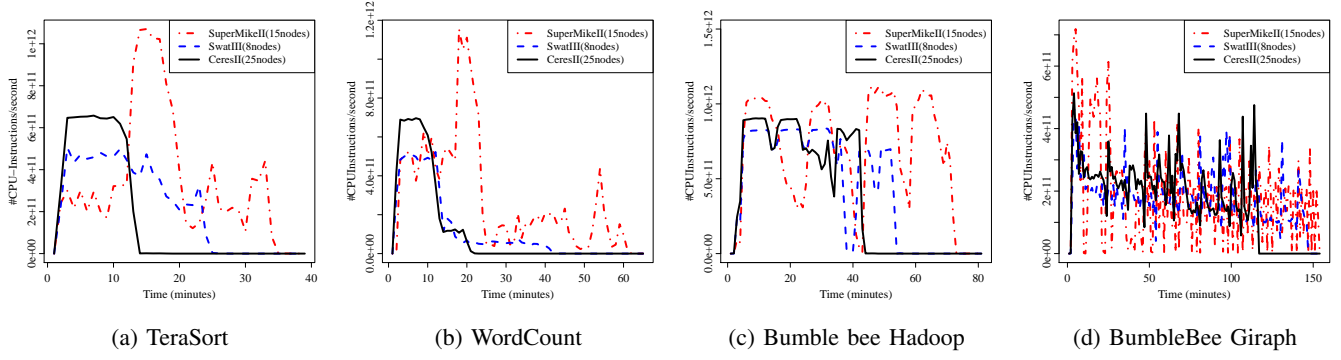 #CPU-Instructions/second
0e+00 2e+11 4e+11 6e+11 8e+11 1e+12
SuperMikeII(15nodes)
SwatIII(8nodes)
CeresII(25nodes)
0 10 20 30 40
Time (minutes)
(a) TeraSort
#CPUInstructions/second
0.0e+00 4.0e+11 8.0e+11 1.2e+12
SuperMikeII(15nodes)
SwatIII(8nodes)
CeresII(25nodes)
0 10 20 30 40 50 60
Time (minutes)
(b) WordCount
#CPUInstructions/second
0.0e+00 5.0e+11 1.0e+12 1.5e+12
SuperMikeII(15nodes)
SwatIII(8nodes)
CeresII(25nodes)
0 20 40 60 80
Time (minutes)
(c) Bumble bee Hadoop
#CPUInstructions/second
0e+00 2e+11 4e+11 6e+11
SuperMikeII(15nodes)
SwatIII(8nodes)
CeresII(25nodes)
0 50 100 150
Time (minutes)
(d) BumbleBee Giraph